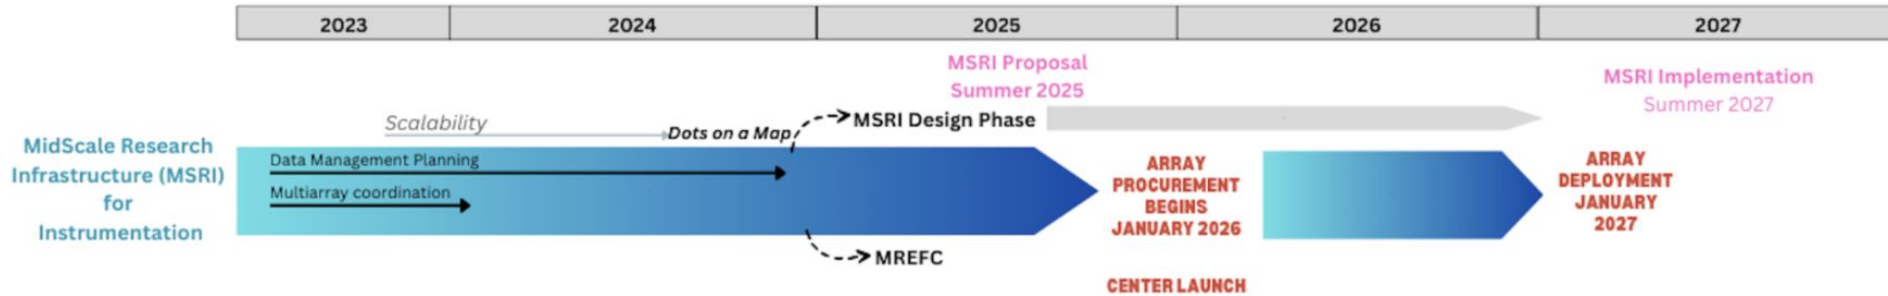 2023
2024
2025
2026
2027
MSRI Proposal
Summer 2025
MSRI Implementation
Summer 2027
Scalability
Dots on a Map
MSRI Design Phase
MidScale Research
Infrastructure (MSRI)
for
Instrumentation
Data Management Planning
Multiarray coordination
ARRAY
PROCUREMENT
BEGINS
JANUARY 2026
ARRAY
DEPLOYMENT
JANUARY
2027
MREFC
CENTER LAUNCH